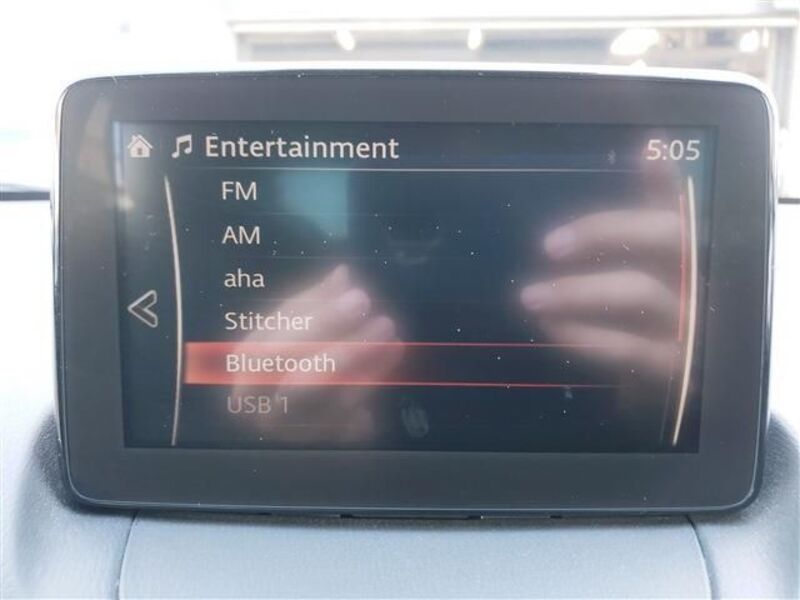 Entertainment 5:05
FM
AM
aha
Stitcher
Bluetooth
USB 1